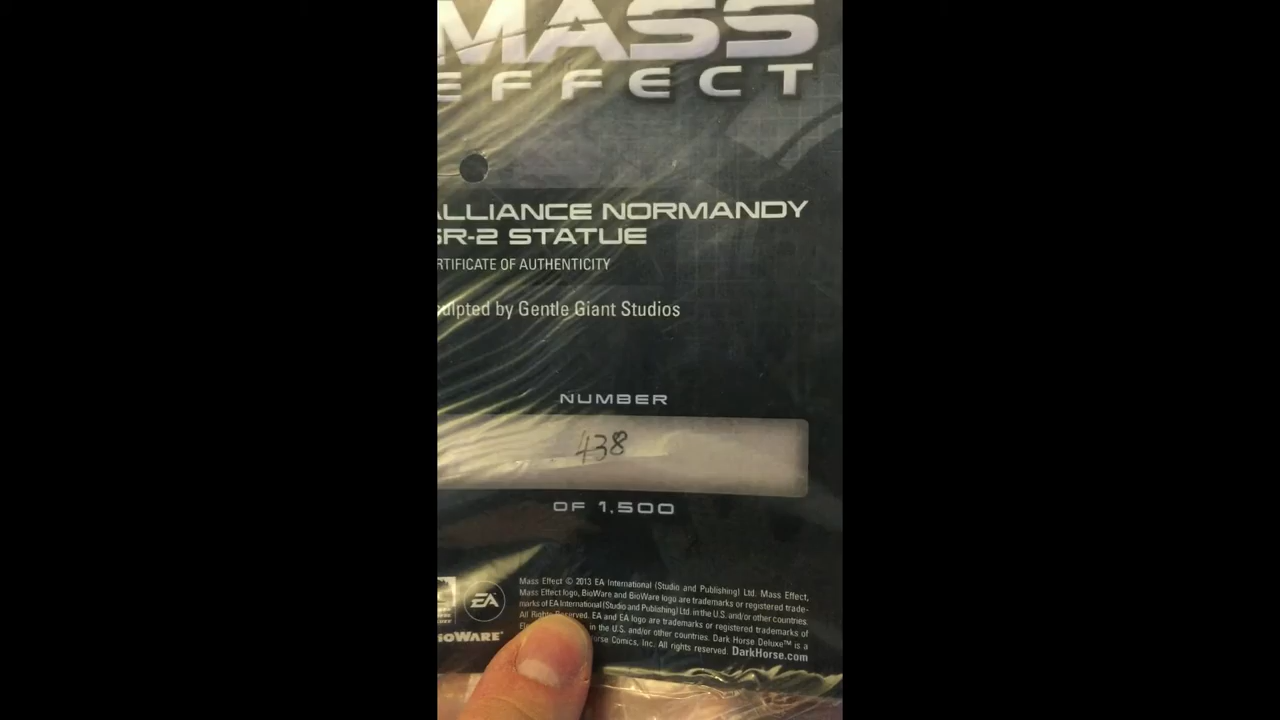 MASS
EFFECT
ALLIANCE NORMANDY
SR-2 STATUE
RTIFICATE OF AUTHENTICITY
ulpted by Gentle Giant Studios
NUMBER
438
OF 1,500
Mass Effect © 2013 EA International (Studio and Publishing) Ltd. Mass Effect,
Mass Effect logo, BioWare and BioWare logo are trademarks or registered trade-
marks of EA International (Studio and Publishing) Ltd. in the U.S. and/or other countries.
All Rights Reserved. EA and EA logo are trademarks or registered trademarks of
in the U.S. and/or other countries. Dark Horse Deluxe™ is a
orse Comics, Inc. All rights reserved. DarkHorse.com
EA
BIOWARE